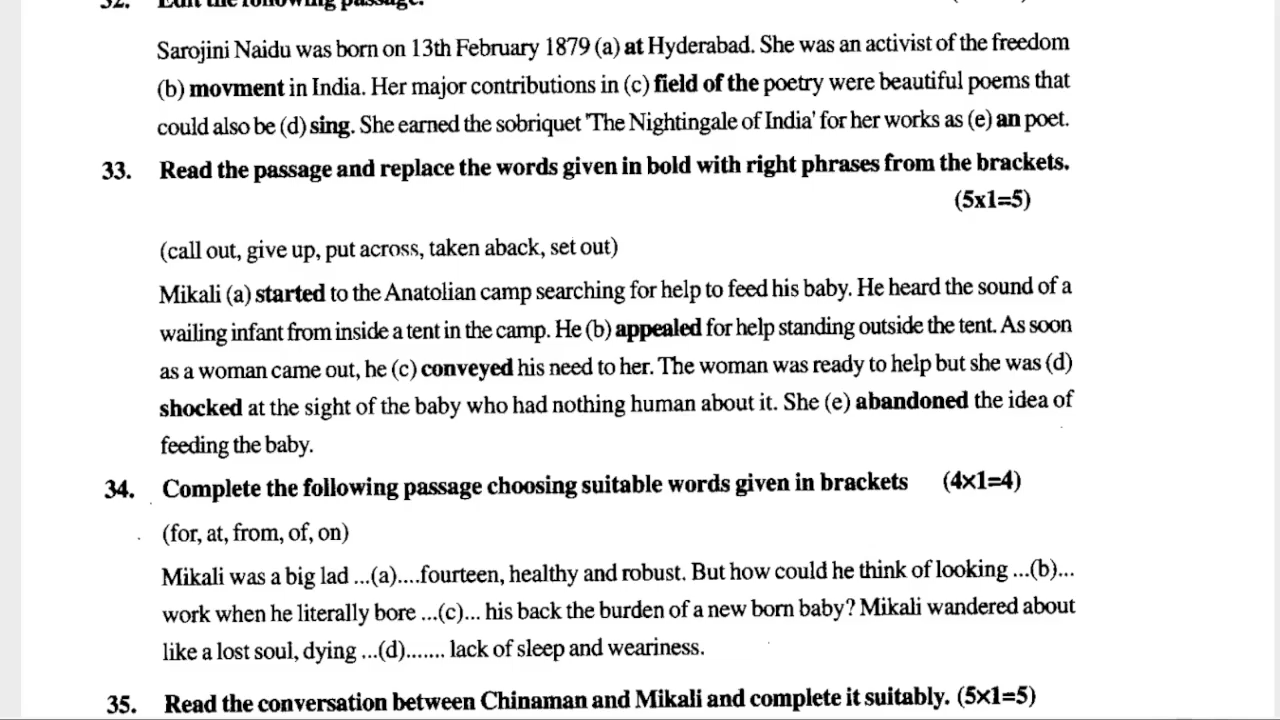 32. Edit the following passage.
Sarojini Naidu was born on 13th February 1879 (a) at Hyderabad. She was an activist of the freedom
(b) movment in India. Her major contributions in (c) field of the poetry were beautiful poems that
could also be (d) sing. She earned the sobriquet 'The Nightingale of India' for her works as (e) an poet.
33. Read the passage and replace the words given in bold with right phrases from the brackets.
(5x1=5)
(call out, give up, put across, taken aback, set out)
Mikali (a) started to the Anatolian camp searching for help to feed his baby. He heard the sound of a
wailing infant from inside a tent in the camp. He (b) appealed for help standing outside the tent. As soon
as a woman came out, he (c) conveyed his need to her. The woman was ready to help but she was (d)
shocked at the sight of the baby who had nothing human about it. She (e) abandoned the idea of
feeding the baby.
34. Complete the following passage choosing suitable words given in brackets (4×1=4)
(for, at, from, of, on)
Mikali was a big lad ...(a)....fourteen, healthy and robust. But how could he think of looking ...(b)...
work when he literally bore ...(c)... his back the burden of a new born baby? Mikali wandered about
like a lost soul, dying ...(d)....... lack of sleep and weariness.
35. Read the conversation between Chinaman and Mikali and complete it suitably. (5×1=5)